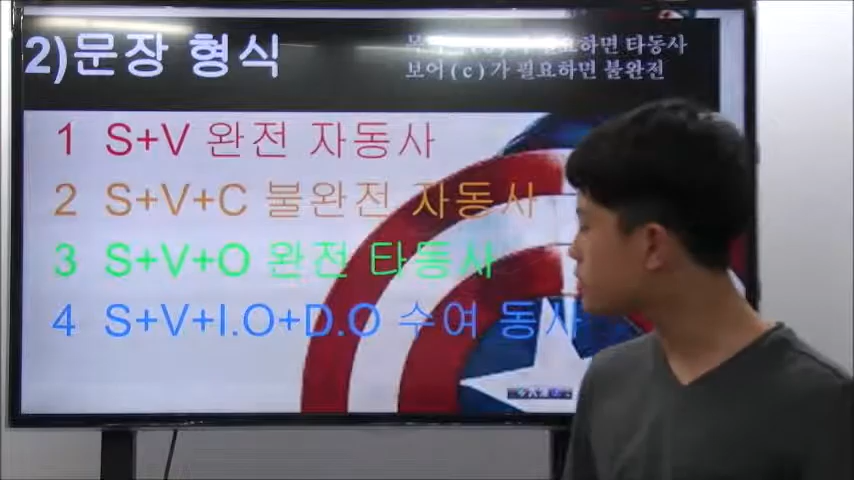 2)문장 형식
하면 타동사
보어(c)가 필요하면 불완전
1 S+V 완전 자동사
2 S+V+C 불완전 자동사
3 S+V+O 완전 타동사
4 S+V+I.O+D.O 수여 동사